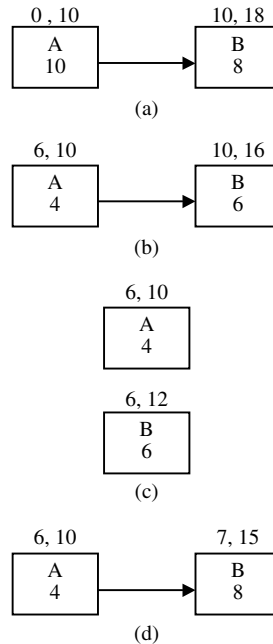 0 , 10 10, 18
A B
10 8
(a)
6, 10 10, 16
A B
4 6
(b)
6, 10
A
4
6, 12
B
6
(c)
6, 10 7, 15
A B
4 8
(d)